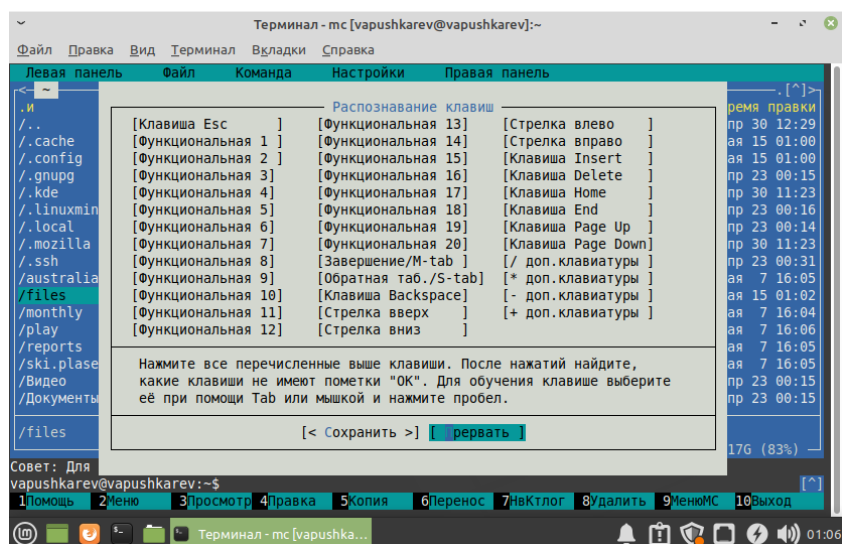 Терминал - mc [vapushkarev@vapushkarev]:~
Файл Правка Вид Терминал Вкладки Справка
Левая панель Файл Команда Настройки Правая панель
<- ~ .[^]>
Распознавание клавиш
.и ремя правки
/.. [Клавиша Esc ] [Функциональная 13] [Стрелка влево ] пр 30 12:29
/.cache [Функциональная 1 ] [Функциональная 14] [Стрелка вправо ] ая 15 01:00
/.config [Функциональная 2 ] [Функциональная 15] [Клавиша Insert ] ая 15 01:00
/.gnupg [Функциональная 3] [Функциональная 16] [Клавиша Delete ] пр 23 00:15
/.kde [Функциональная 4] [Функциональная 17] [Клавиша Home ] пр 30 11:23
/.linuxmin [Функциональная 5] [Функциональная 18] [Клавиша End ] пр 23 00:16
/.local [Функциональная 6] [Функциональная 19] [Клавиша Page Up ] пр 23 00:14
/.mozilla [Функциональная 7] [Функциональная 20] [Клавиша Page Down] пр 30 11:23
/.ssh [Функциональная 8] [Завершение/M-tab ] [/ доп.клавиатуры ] пр 23 00:31
/australia [Функциональная 9] [Обратная таб./S-tab] [* доп.клавиатуры ] ая 7 16:05
/files [Функциональная 10] [Клавиша Backspace] [- доп.клавиатуры ] ая 15 01:02
/monthly [Функциональная 11] [Стрелка вверх ] [+ доп.клавиатуры ] ая 7 16:04
/play [Функциональная 12] [Стрелка вниз ] ая 7 16:06
/reports ая 7 16:05
/ski.plase Нажмите все перечисленные выше клавиши. После нажатий найдите, ая 7 16:05
/Видео какие клавиши не имеют пометки "OK". Для обучения клавише выберите пр 23 00:15
/Документы её при помощи Tab или мышкой и нажмите пробел. пр 23 00:15
/files [< Сохранить >] [ Прервать ]
17G (83%)
Совет: Для
vapushkarev@vapushkarev:~$ [^]
1Помощь 2Меню 3Просмотр 4Правка 5Копия 6Перенос 7НвКтлог 8Удалить 9МенюMC 10Выход
Терминал - mc [vapushka... 01:06